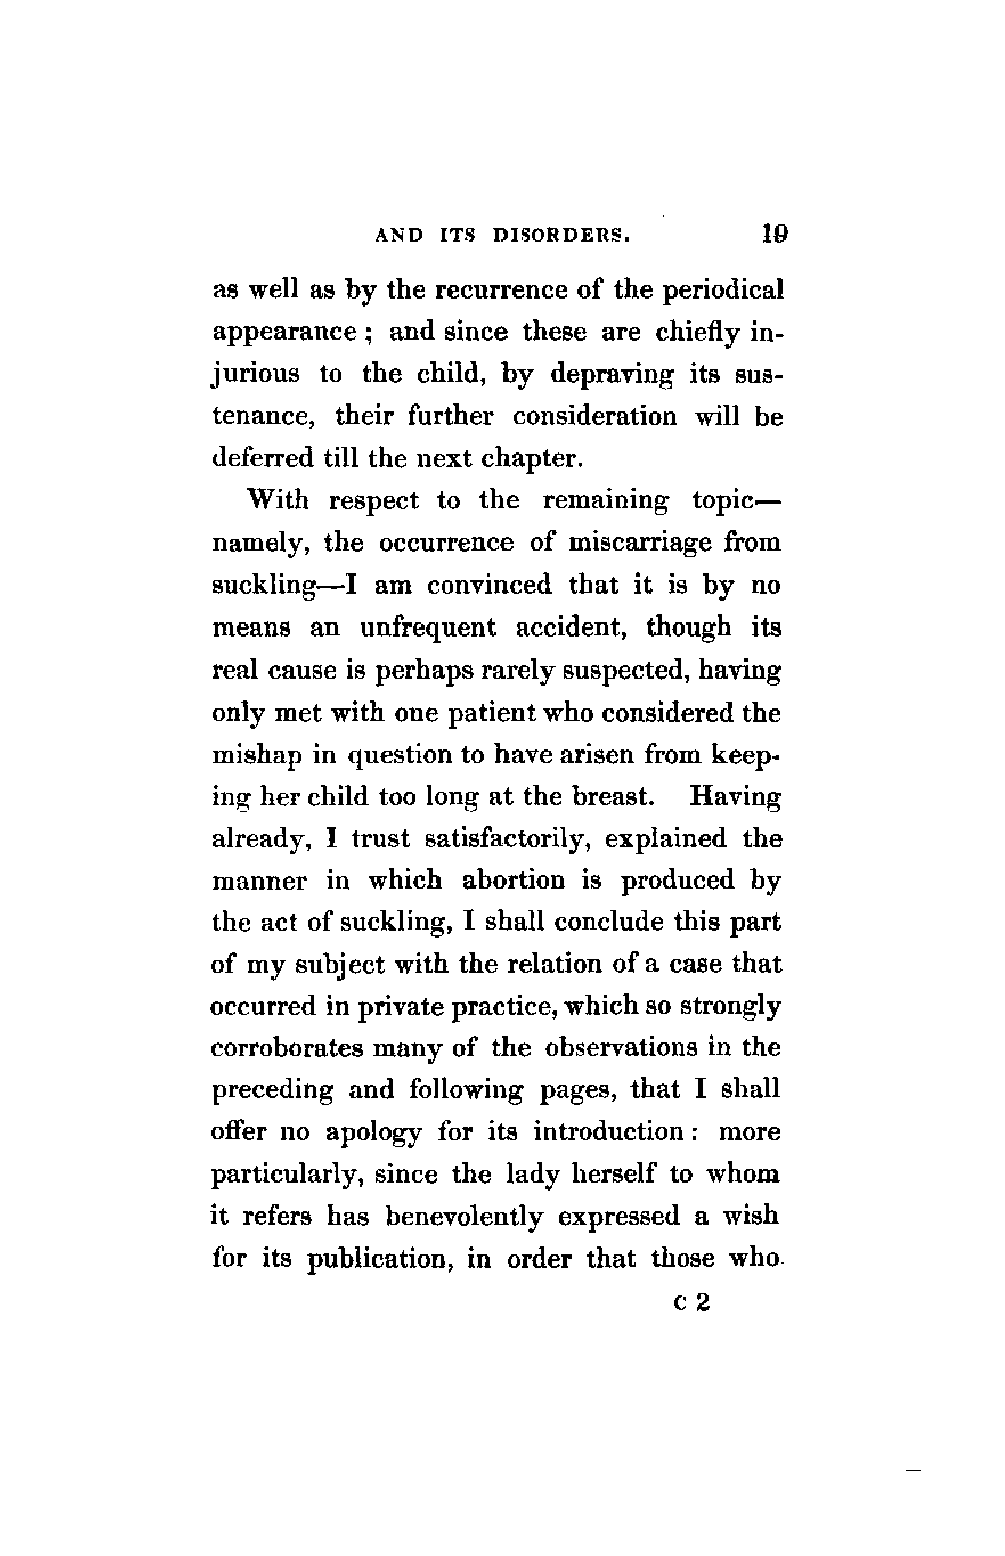 AND ITS DISORDERS. 19
as well as by the recurrence of the periodical
appearance ; and since these are chiefly in-
jurious to the child, by depraving its sus-
tenance, their further consideration will be
deferred till the next chapter.
With respect to the remaining topic—
namely, the occurrence of miscarriage from
suckling—I am convinced that it is by no
means an unfrequent accident, though its
real cause is perhaps rarely suspected, having
only met with one patient who considered the
mishap in question to have arisen from keep-
ing her child too long at the breast. Having
already, I trust satisfactorily, explained the
manner in which abortion is produced by
the act of suckling, I shall conclude this part
of my subject with the relation of a case that
occurred in private practice, which so strongly
corroborates many of the observations in the
preceding and following pages, that I shall
offer no apology for its introduction : more
particularly, since the lady herself to whom
it refers has benevolently expressed a wish
for its publication, in order that those who
C 2